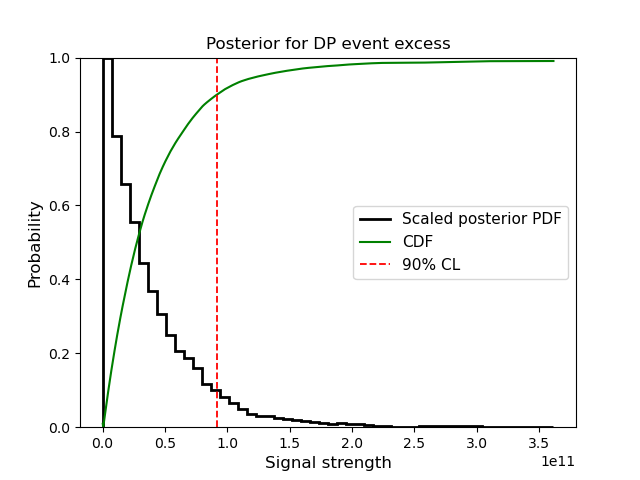 Posterior for DP event excess
Probability
1.0
0.8
0.6
0.4
0.2
0.0
Scaled posterior PDF
CDF
90% CL
0.0 0.5 1.0 1.5 2.0 2.5 3.0 3.5
1e11
Signal strength